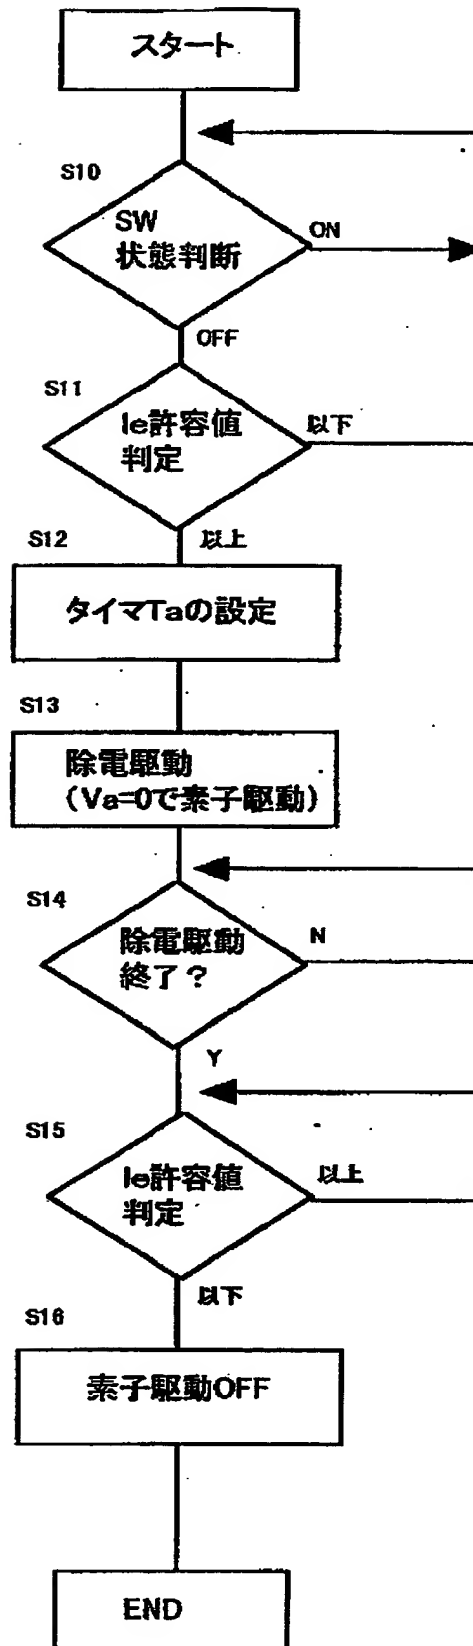 スタート
S10
SW
状態判断
ON
OFF
S11
Ie許容値
判定
以下
以上
S12
タイマTaの設定
S13
除電駆動
(Va=0で素子駆動)
S14
除電駆動
終了?
N
Y
S15
Ie許容値
判定
以上
以下
S16
素子駆動OFF
END